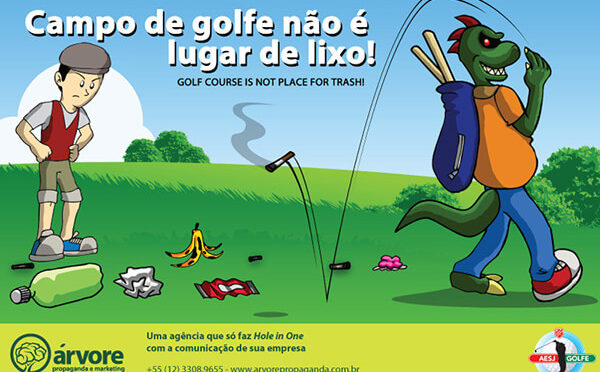 Campo de golfe não é
lugar de lixo!
GOLF COURSE IS NOT PLACE FOR TRASH!
Uma agência que só faz Hole in One
com a comunicação de sua empresa
+55 (12) 3308.9655 - www.arvorepropaganda.com.br
árvore
propaganda e marketing
AESJ GOLFE